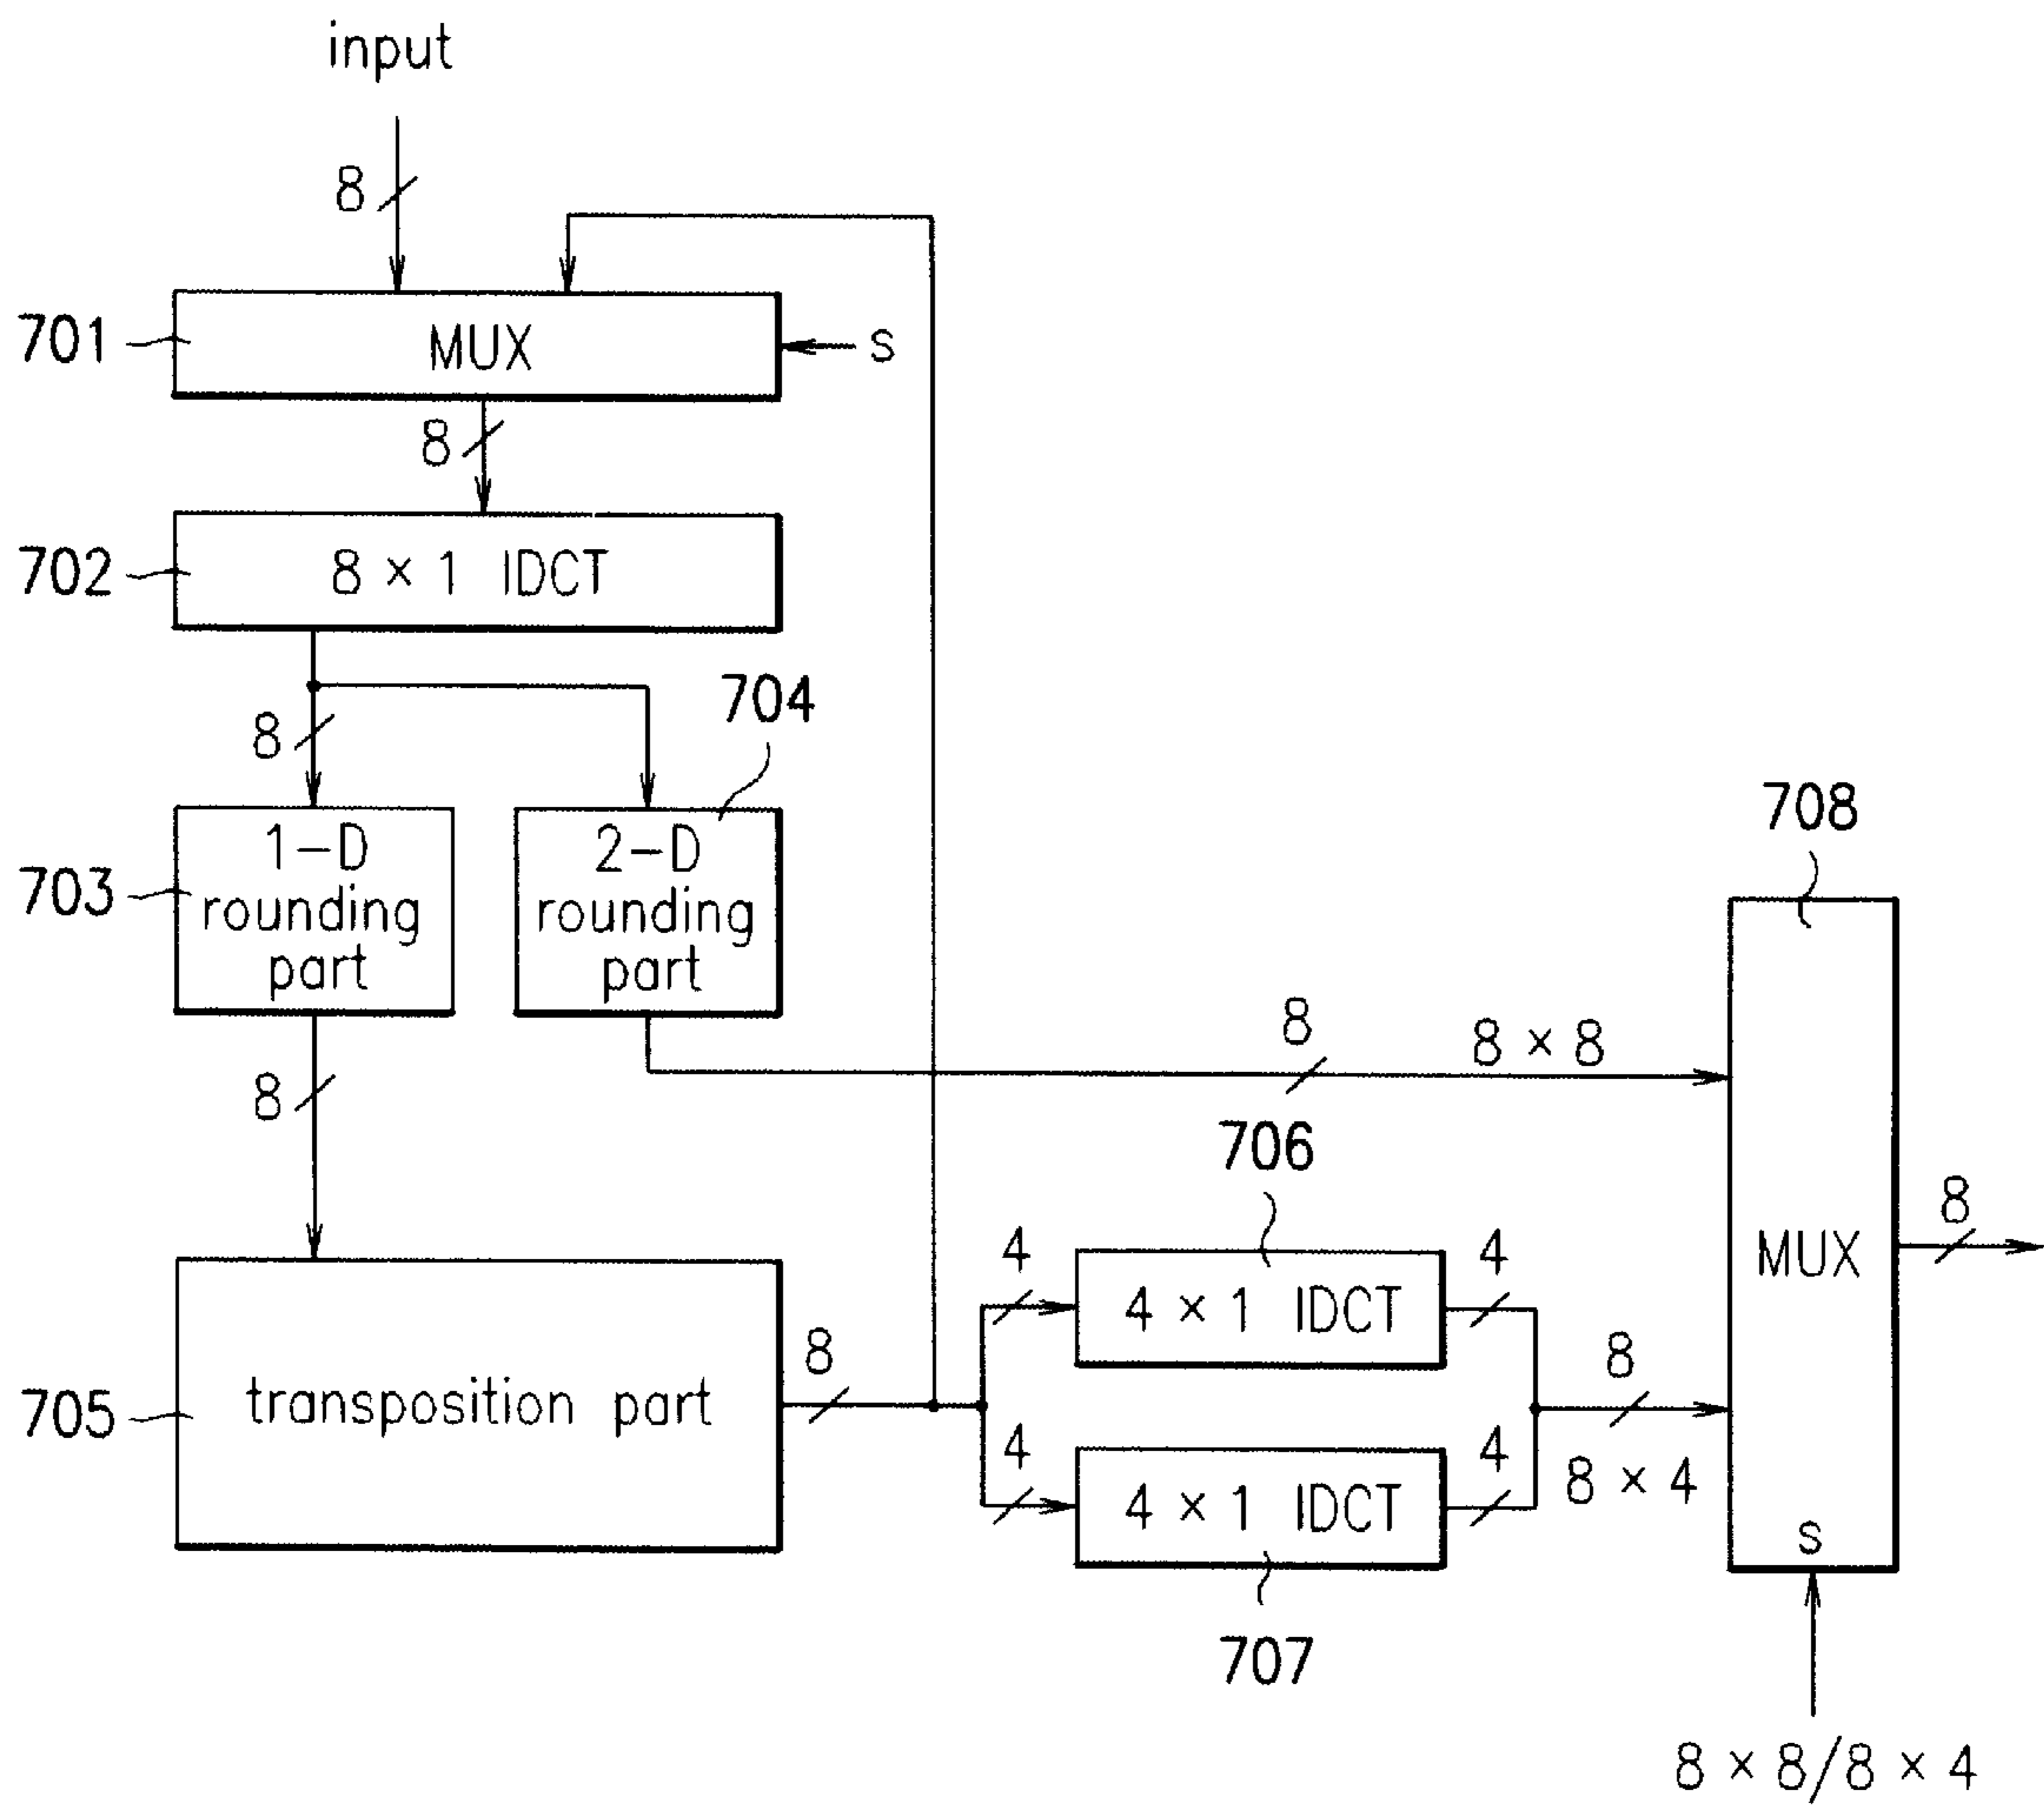 input
8
701
MUX
s
8
702
8 × 1 IDCT
704
8
703
1-D
rounding
part
2-D
rounding
part
708
8
8 × 8
8
706
MUX
8
4
4 × 1 IDCT
4
705
transposition part
8
8
8 × 4
4
4 × 1 IDCT
4
s
707
8 × 8/8 × 4